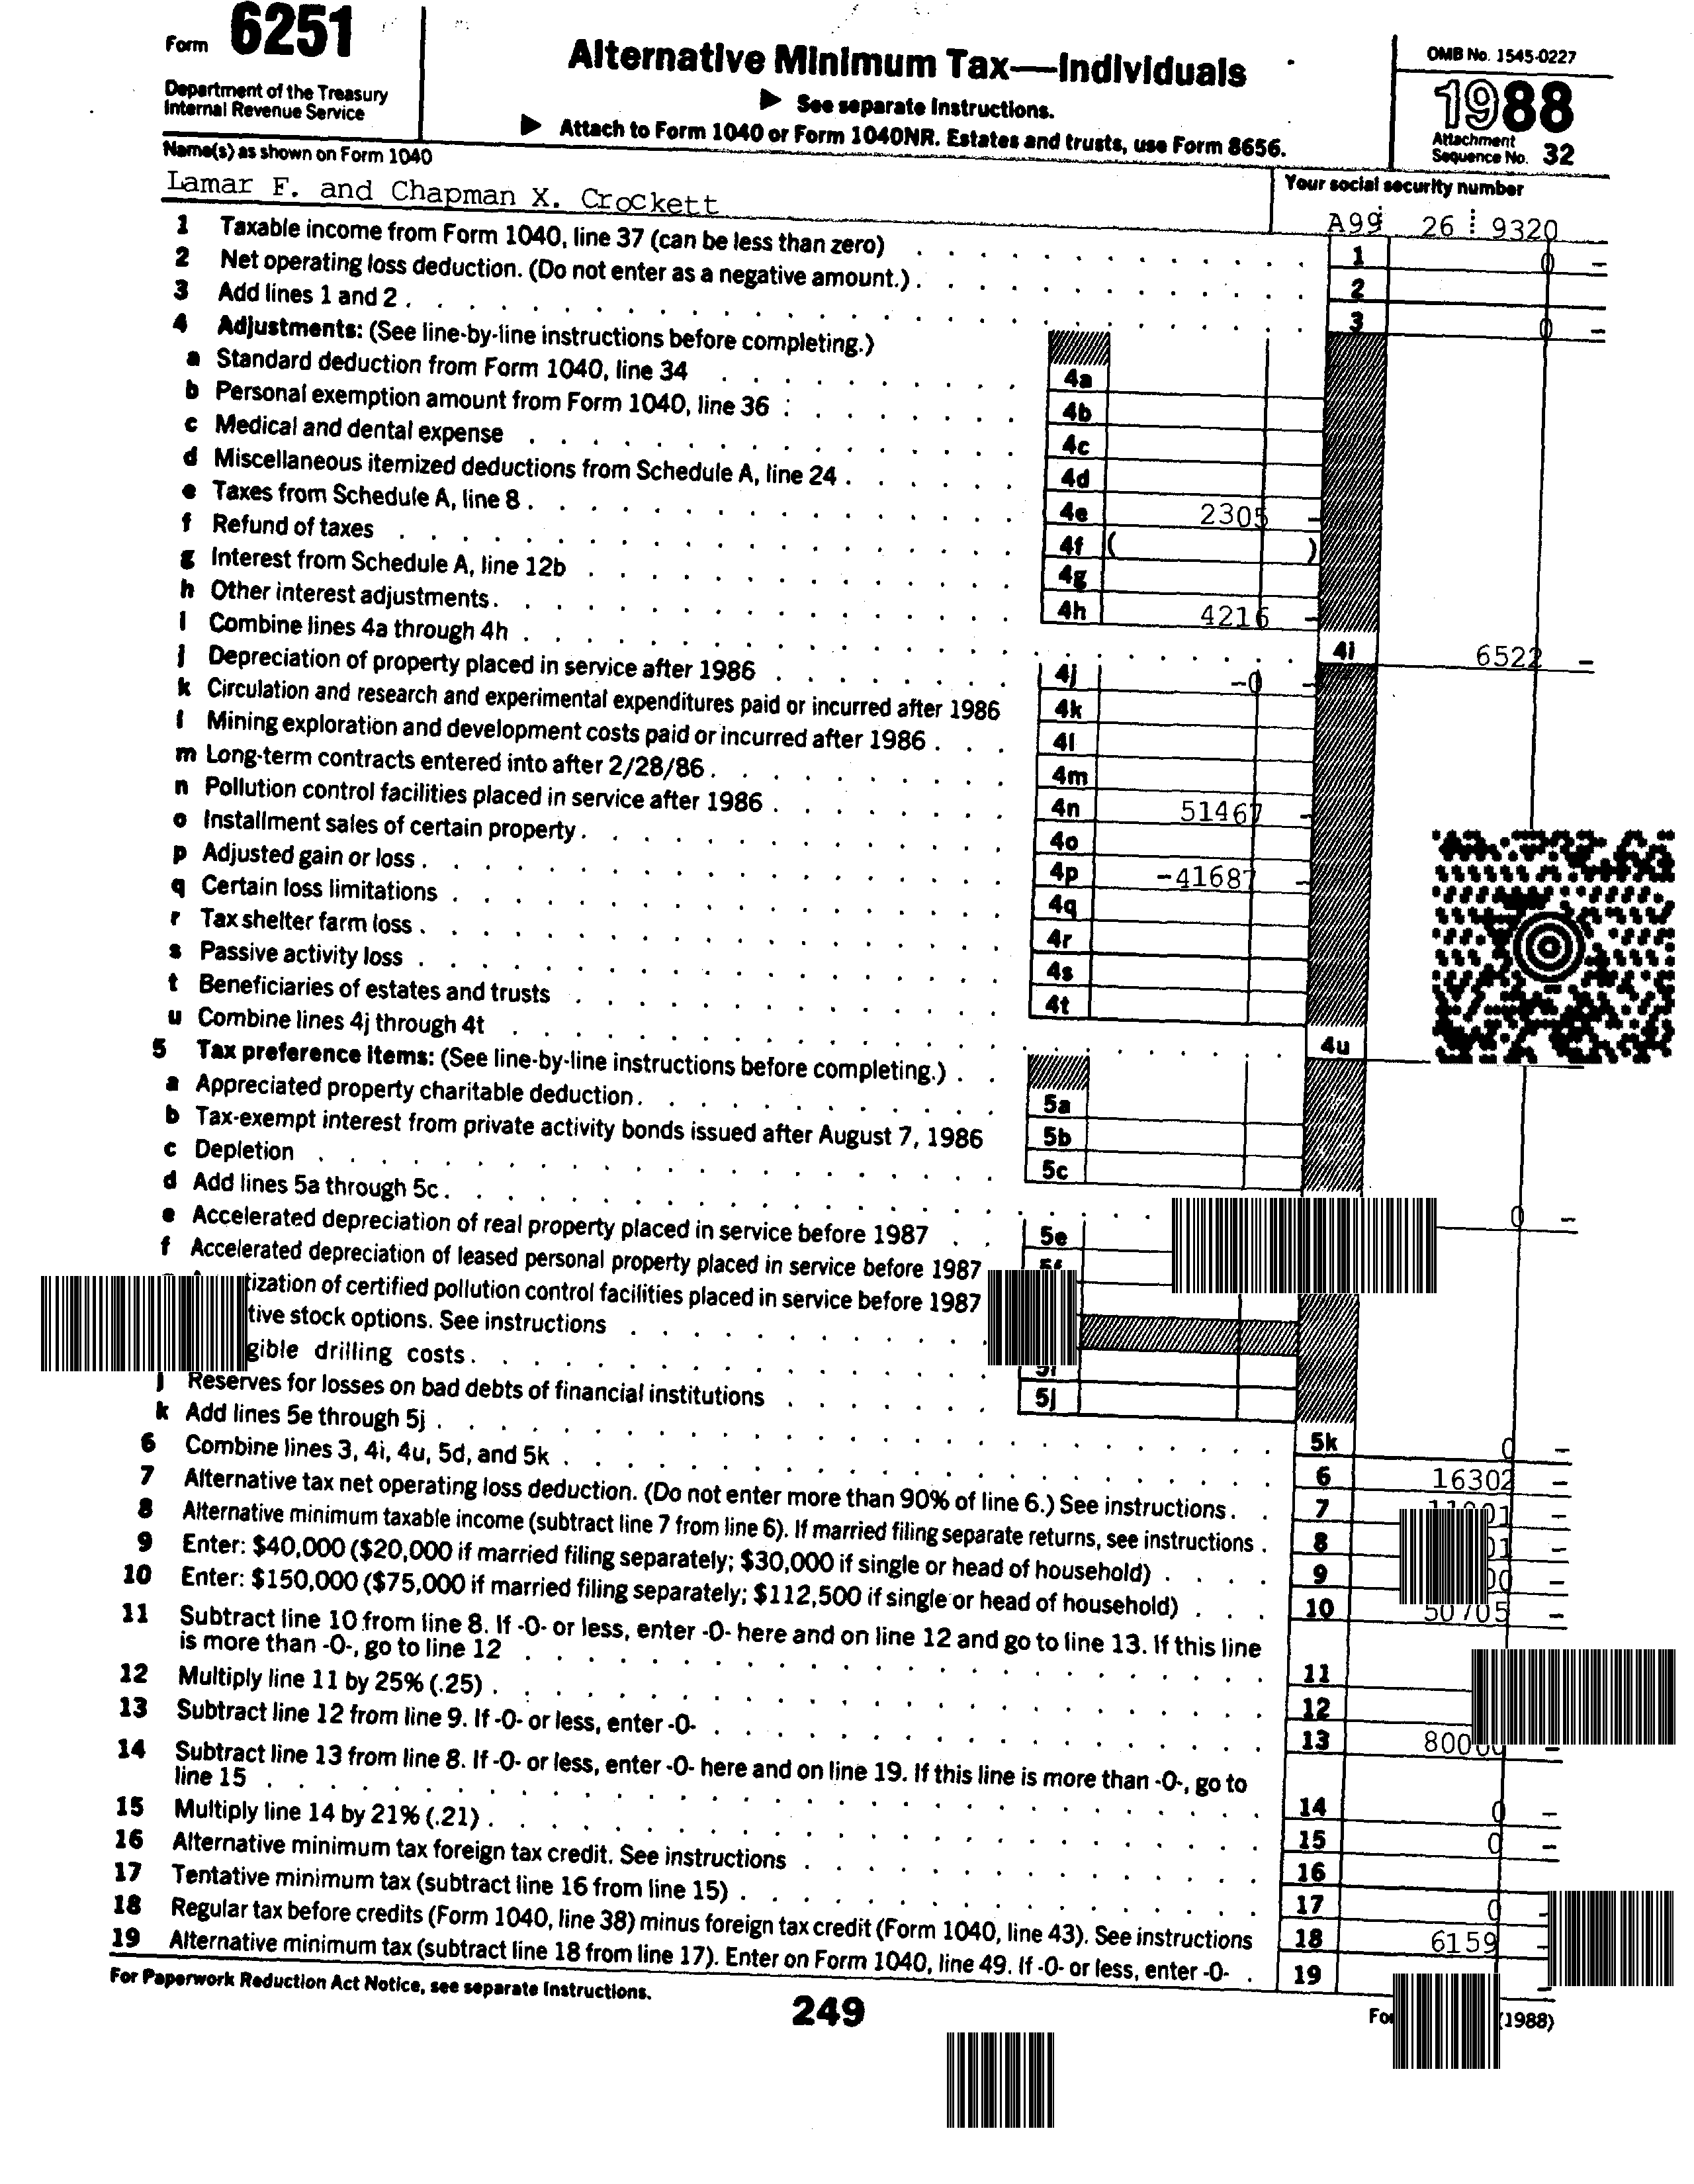 Form 6251
Department of the Treasury
Internal Revenue Service
Alternative Minimum Tax—Individuals
▶ See separate Instructions.
▶ Attach to Form 1040 or Form 1040NR. Estates and trusts, use Form 8656.
OMB No. 1545-0227
1988
Attachment
Sequence No. 32
Name(s) as shown on Form 1040
Your social security number
Lamar F. and Chapman X. Crockett
A99 26 9320
1 Taxable income from Form 1040, line 37 (can be less than zero) 1 0 –
2 Net operating loss deduction. (Do not enter as a negative amount.) 2
3 Add lines 1 and 2 3 0 –
4 Adjustments: (See line-by-line instructions before completing.)
a Standard deduction from Form 1040, line 34 4a
b Personal exemption amount from Form 1040, line 36 4b
c Medical and dental expense 4c
d Miscellaneous itemized deductions from Schedule A, line 24 4d
e Taxes from Schedule A, line 8 4e 2305 –
f Refund of taxes 4f ( )
g Interest from Schedule A, line 12b 4g
h Other interest adjustments 4h 4216 –
i Combine lines 4a through 4h 4i 6522 –
j Depreciation of property placed in service after 1986 4j -0 –
k Circulation and research and experimental expenditures paid or incurred after 1986 4k
l Mining exploration and development costs paid or incurred after 1986 4l
m Long-term contracts entered into after 2/28/86 4m
n Pollution control facilities placed in service after 1986 4n 51467 –
o Installment sales of certain property 4o
p Adjusted gain or loss 4p -41687 –
q Certain loss limitations 4q
r Tax shelter farm loss 4r
s Passive activity loss 4s
t Beneficiaries of estates and trusts 4t
u Combine lines 4j through 4t 4u
5 Tax preference items: (See line-by-line instructions before completing.)
a Appreciated property charitable deduction 5a
b Tax-exempt interest from private activity bonds issued after August 7, 1986 5b
c Depletion 5c
d Add lines 5a through 5c 0 –
e Accelerated depreciation of real property placed in service before 1987 5e
f Accelerated depreciation of leased personal property placed in service before 1987
of certified pollution control facilities placed in service before 1987
stock options. See instructions
drilling costs
j Reserves for losses on bad debts of financial institutions 5j
k Add lines 5e through 5j 5k 0 –
6 Combine lines 3, 4i, 4u, 5d, and 5k 6 16302 –
7 Alternative tax net operating loss deduction. (Do not enter more than 90% of line 6.) See instructions 7
8 Alternative minimum taxable income (subtract line 7 from line 6). If married filing separate returns, see instructions 8
9 Enter: $40,000 ($20,000 if married filing separately; $30,000 if single or head of household) 9
10 Enter: $150,000 ($75,000 if married filing separately; $112,500 if single or head of household) 10 50705 –
11 Subtract line 10 from line 8. If -0- or less, enter -0- here and on line 12 and go to line 13. If this line
is more than -0-, go to line 12 11
12 Multiply line 11 by 25% (.25) 12
13 Subtract line 12 from line 9. If -0- or less, enter -0- 13
14 Subtract line 13 from line 8. If -0- or less, enter -0- here and on line 19. If this line is more than -0-, go to
line 15 14 0 –
15 Multiply line 14 by 21% (.21) 15 0 –
16 Alternative minimum tax foreign tax credit. See instructions 16
17 Tentative minimum tax (subtract line 16 from line 15) 17 0 –
18 Regular tax before credits (Form 1040, line 38) minus foreign tax credit (Form 1040, line 43). See instructions 18 6159 –
19 Alternative minimum tax (subtract line 18 from line 17). Enter on Form 1040, line 49. If -0- or less, enter -0- 19 –
For Paperwork Reduction Act Notice, see separate Instructions.
249
(1988)